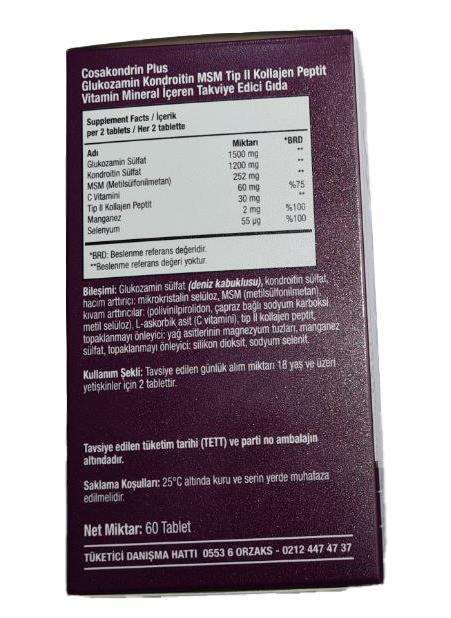 Cosakondrin Plus
Glukozamin Kondroitin MSM Tip II Kollajen Peptit
Vitamin Mineral İçeren Takviye Edici Gıda
Supplement Facts / İçerik
per 2 tablets / Her 2 tablette
Adı Miktarı *BRD
Glukozamin Sülfat 1500 mg **
Kondroitin Sülfat 1200 mg **
MSM (Metilsülfonilmetan) 252 mg **
C Vitamini 60 mg %75
Tip II Kollajen Peptit 30 mg **
Manganez 2 mg %100
Selenyum 55 µg %100
*BRD: Beslenme referans değeridir.
**Beslenme referans değeri yoktur.
Bileşimi: Glukozamin sülfat (deniz kabuklusu), kondroitin sülfat,
hacim arttırıcı: mikrokristalin selüloz, MSM (metilsülfonilmetan),
kıvam arttırıcılar: (polivinilpirolidon, çapraz bağlı sodyum karboksi
metil selüloz), L-askorbik asit (C vitamini), tip II kollajen peptit,
topaklanmayı önleyici: yağ asitlerinin magnezyum tuzları, manganez
sülfat, topaklanmayı önleyici: silikon dioksit, sodyum selenit.
Kullanım Şekli: Tavsiye edilen günlük alım miktarı 18 yaş ve üzeri
yetişkinler için 2 tablettir.
Tavsiye edilen tüketim tarihi (TETT) ve parti no ambalajın
altındadır.
Saklama Koşulları: 25°C altında kuru ve serin yerde muhafaza
edilmelidir.
Net Miktar: 60 Tablet
TÜKETİCİ DANIŞMA HATTI 0553 6 ORZAKS - 0212 447 47 37